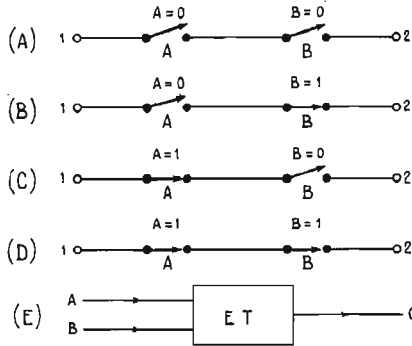 A=0 B=0
(A) 1 2
A B
A=0 B=1
(B) 1 2
A B
A=1 B=0
(C) 1 2
A B
A=1 B=1
(D) 1 2
A B
(E) A ET
B